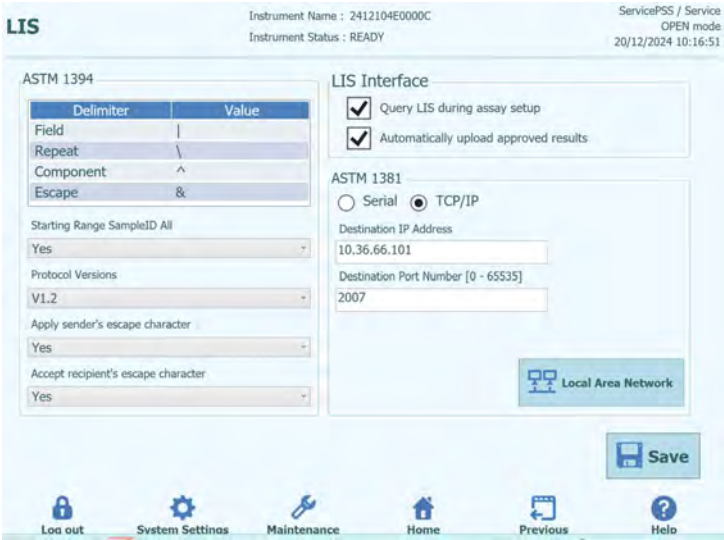 LIS
Instrument Name : 2412104E0000C
Instrument Status : READY
ServicePSS / Service
OPEN mode
20/12/2024 10:16:51
ASTM 1394
Delimiter Value
Field |
Repeat \
Component ^
Escape &
Starting Range SampleID All
Yes
Protocol Versions
V1.2
Apply sender's escape character
Yes
Accept recipient's escape character
Yes
LIS Interface
Query LIS during assay setup
Automatically upload approved results
ASTM 1381
Serial TCP/IP
Destination IP Address
10.36.66.101
Destination Port Number [0 - 65535]
2007
Local Area Network
Save
Log out System Settings Maintenance Home Previous Help